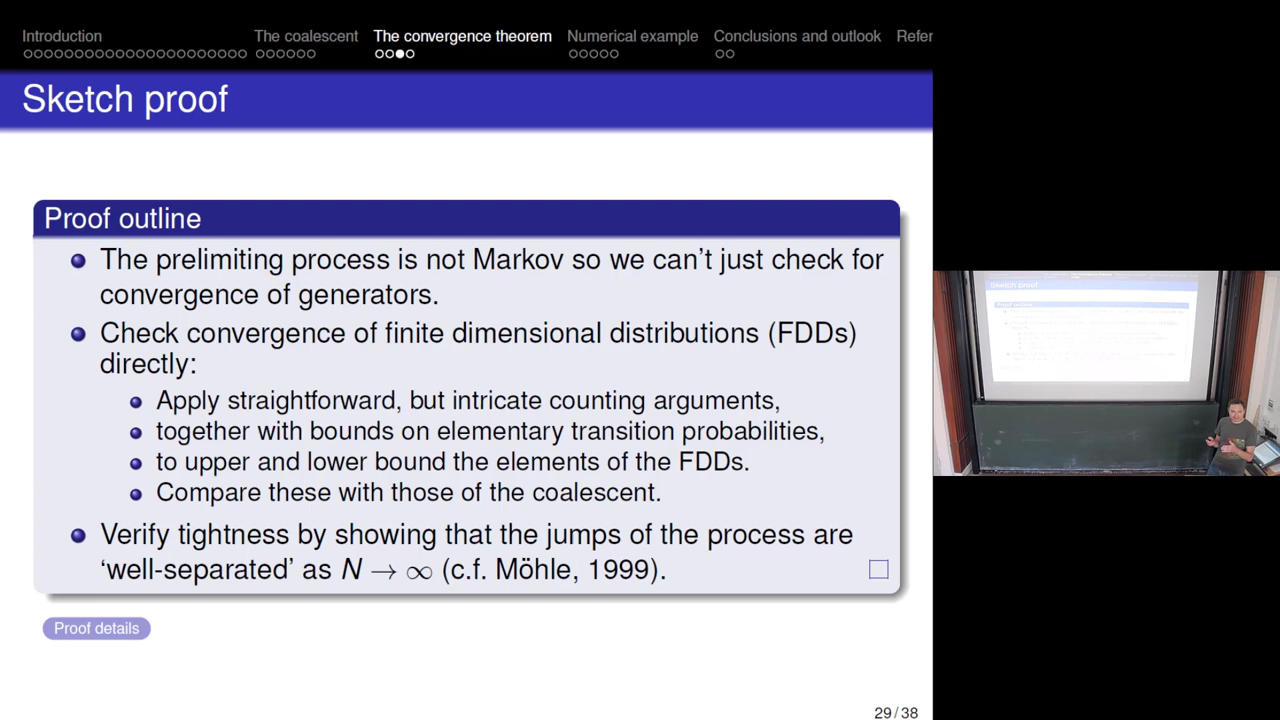 Introduction The coalescent The convergence theorem Numerical example Conclusions and outlook Refer
Sketch proof
Proof outline
The prelimiting process is not Markov so we can't just check for
convergence of generators.
Check convergence of finite dimensional distributions (FDDs)
directly:
Apply straightforward, but intricate counting arguments,
together with bounds on elementary transition probabilities,
to upper and lower bound the elements of the FDDs.
Compare these with those of the coalescent.
Verify tightness by showing that the jumps of the process are
'well-separated' as N → ∞ (c.f. Möhle, 1999).
Proof details
29 / 38
Sketch proof
Proof outline